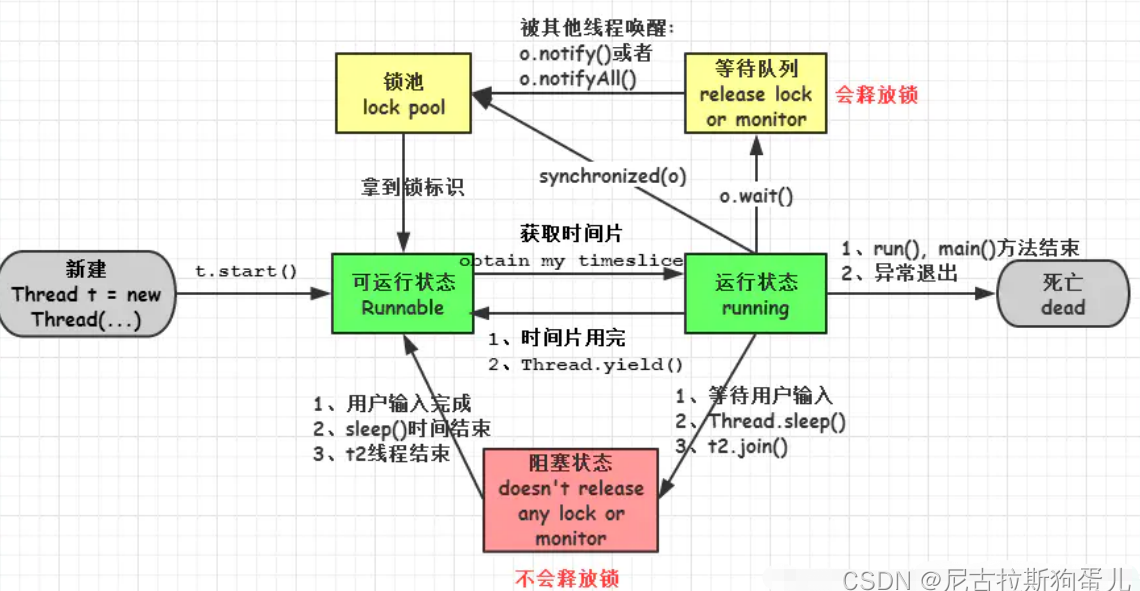 被其他线程唤醒:
o.notify()或者
o.notifyAll()
锁池
lock pool
等待队列
release lock
or monitor
会释放锁
拿到锁标识
synchronized(o)
o.wait()
新建
Thread t = new
Thread(...)
t.start()
可运行状态
Runnable
获取时间片
obtain my timeslice
运行状态
running
1、run(), main()方法结束
2、异常退出
死亡
dead
1、时间片用完
2、Thread.yield()
1、用户输入完成
2、sleep()时间结束
3、t2线程结束
1、等待用户输入
2、Thread.sleep()
3、t2.join()
阻塞状态
doesn't release
any lock or
monitor
不会释放锁
CSDN @尼古拉斯狗蛋儿